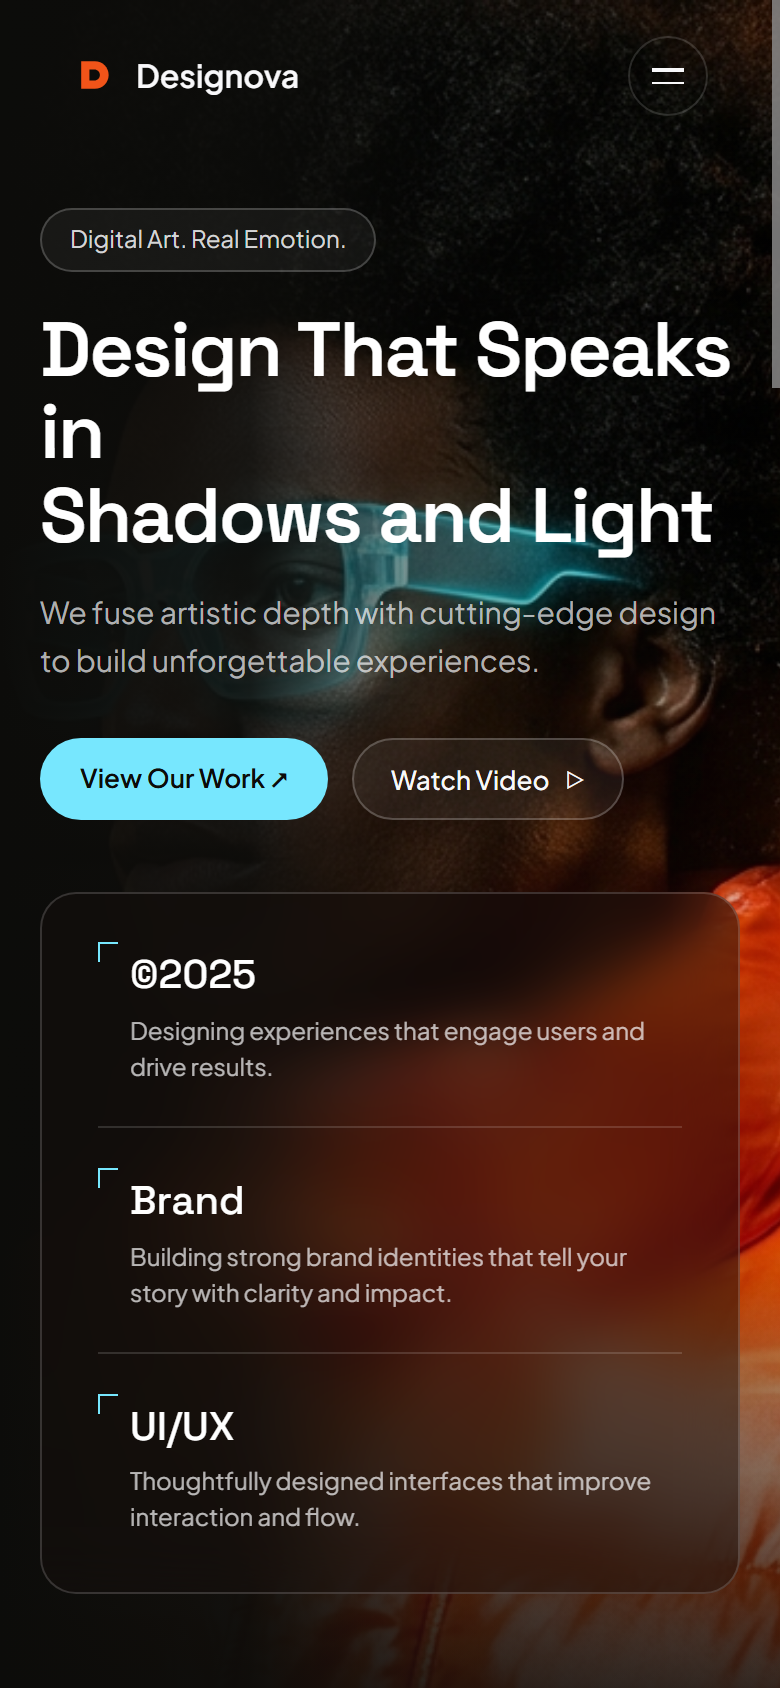 Designova
Digital Art. Real Emotion.
Design That Speaks
in
Shadows and Light
We fuse artistic depth with cutting-edge design
to build unforgettable experiences.
View Our Work ↗
Watch Video ▷
©2025
Designing experiences that engage users and
drive results.
Brand
Building strong brand identities that tell your
story with clarity and impact.
UI/UX
Thoughtfully designed interfaces that improve
interaction and flow.